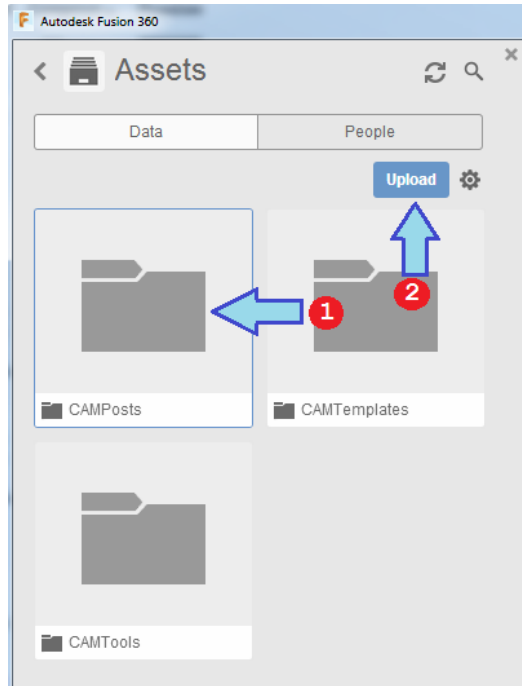 Autodesk Fusion 360
Assets
Data People
Upload
1
2
CAMPosts CAMTemplates
CAMTools